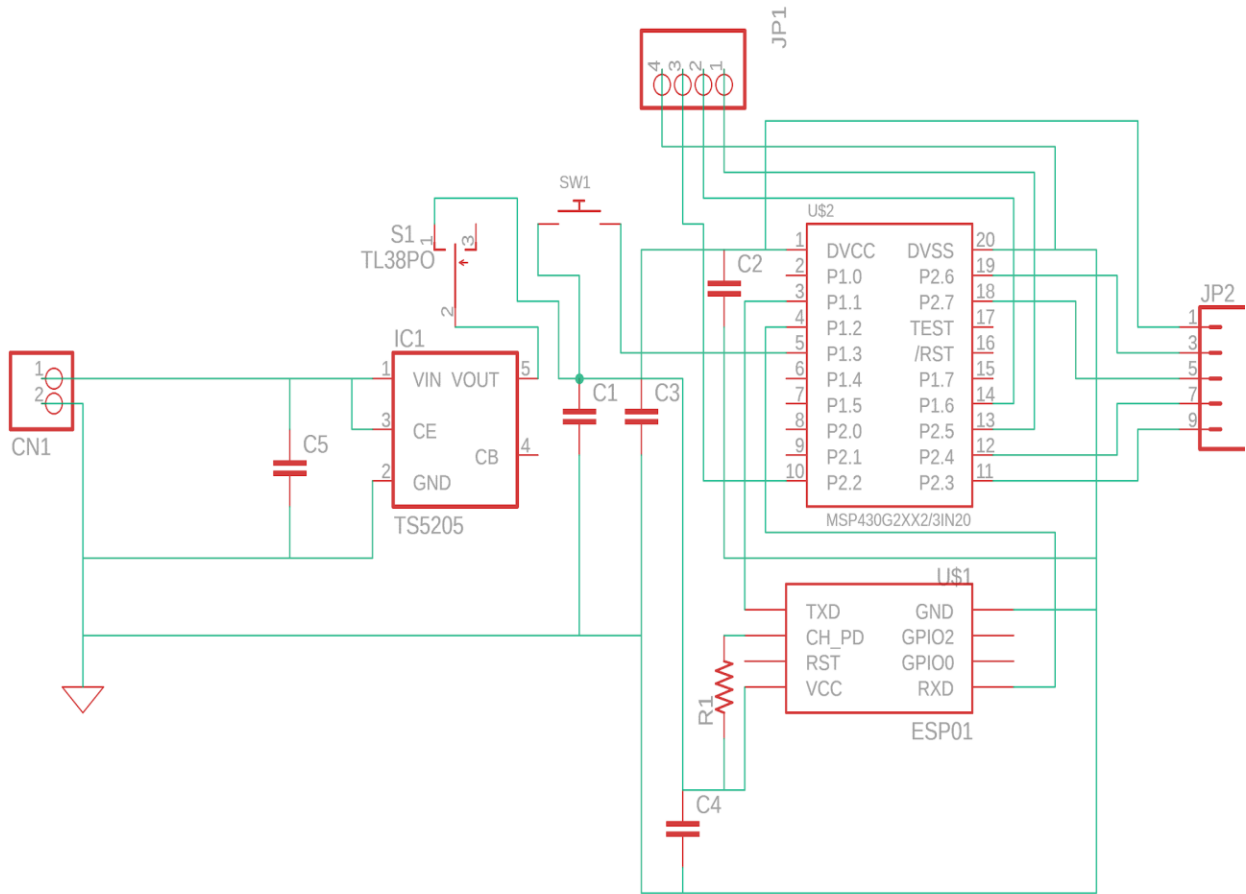 JP1
4 3 2 1
SW1
S1
TL38PO
1 3
2
U$2
1 DVCC DVSS 20
2 P1.0 P2.6 19
3 P1.1 P2.7 18
4 P1.2 TEST 17
5 P1.3 /RST 16
6 P1.4 P1.7 15
7 P1.5 P1.6 14
8 P2.0 P2.5 13
9 P2.1 P2.4 12
10 P2.2 P2.3 11
MSP430G2XX2/3IN20
C2
JP2
1
3
5
7
9
IC1
1 VIN VOUT 5
3 CE
CB 4
2 GND
TS5205
1
2
CN1
C5
C1
C3
U$1
TXD GND
CH_PD GPIO2
RST GPIO0
VCC RXD
ESP01
R1
C4